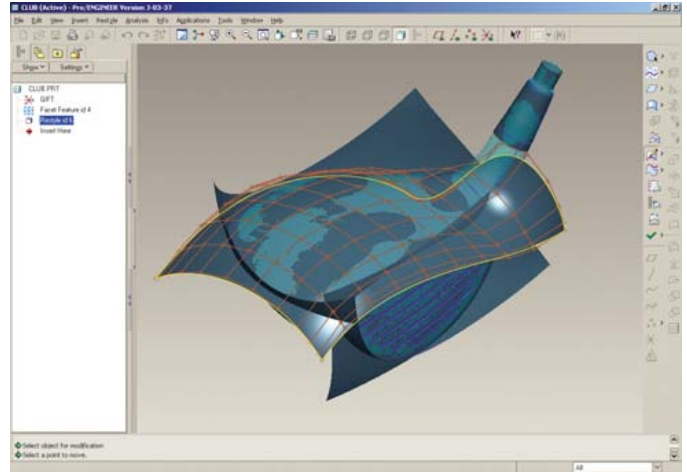 CLUB (Active) - Pro/ENGINEER Version J-03-37
File Edit View Insert Restyle Analysis Info Applications Tools Window Help
Show Settings
CLUB.PRT
GIFT
Facet Feature id 4
Restyle id 6
Insert Here
Select object for modification
Select a point to move.
All